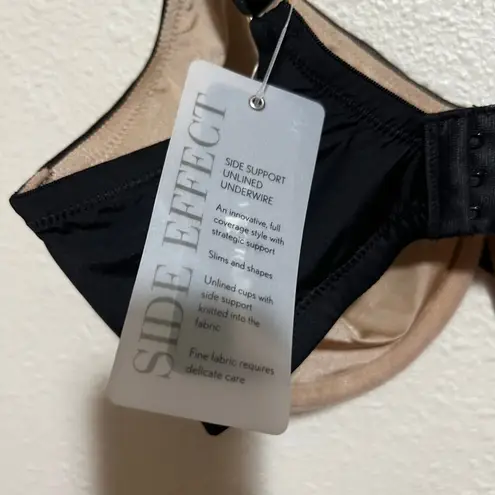 SIDE EFFECT
SIDE SUPPORT
UNLINED
UNDERWIRE
An innovative, full
coverage style with
strategic support
Slims and shapes
Unlined cups with
side support
knitted into the
fabric
Fine fabric requires
delicate care